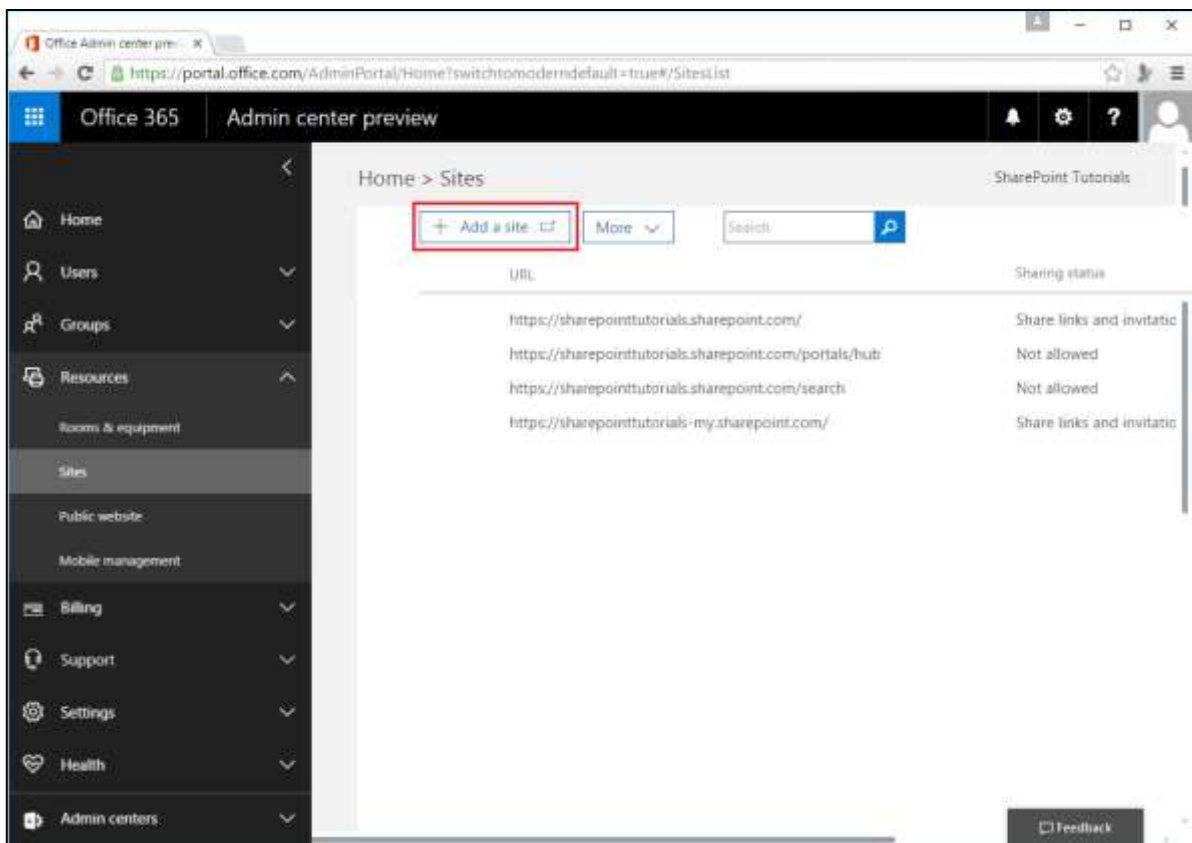 Office Admin center pre
https://portal.office.com/AdminPortal/Home?switchtomoderndefault=true#/SitesList
Office 365
Admin center preview
Home > Sites
SharePoint Tutorials
Home
Users
Groups
Resources
Rooms & equipment
Sites
Public website
Mobile management
Billing
Support
Settings
Health
Admin centers
+ Add a site
More
Search
URL
Sharing status
https://sharepointtutorials.sharepoint.com/
Share links and invitatic
https://sharepointtutorials.sharepoint.com/portals/hub
Not allowed
https://sharepointtutorials.sharepoint.com/search
Not allowed
https://sharepointtutorials-my.sharepoint.com/
Share links and invitatic
Feedback